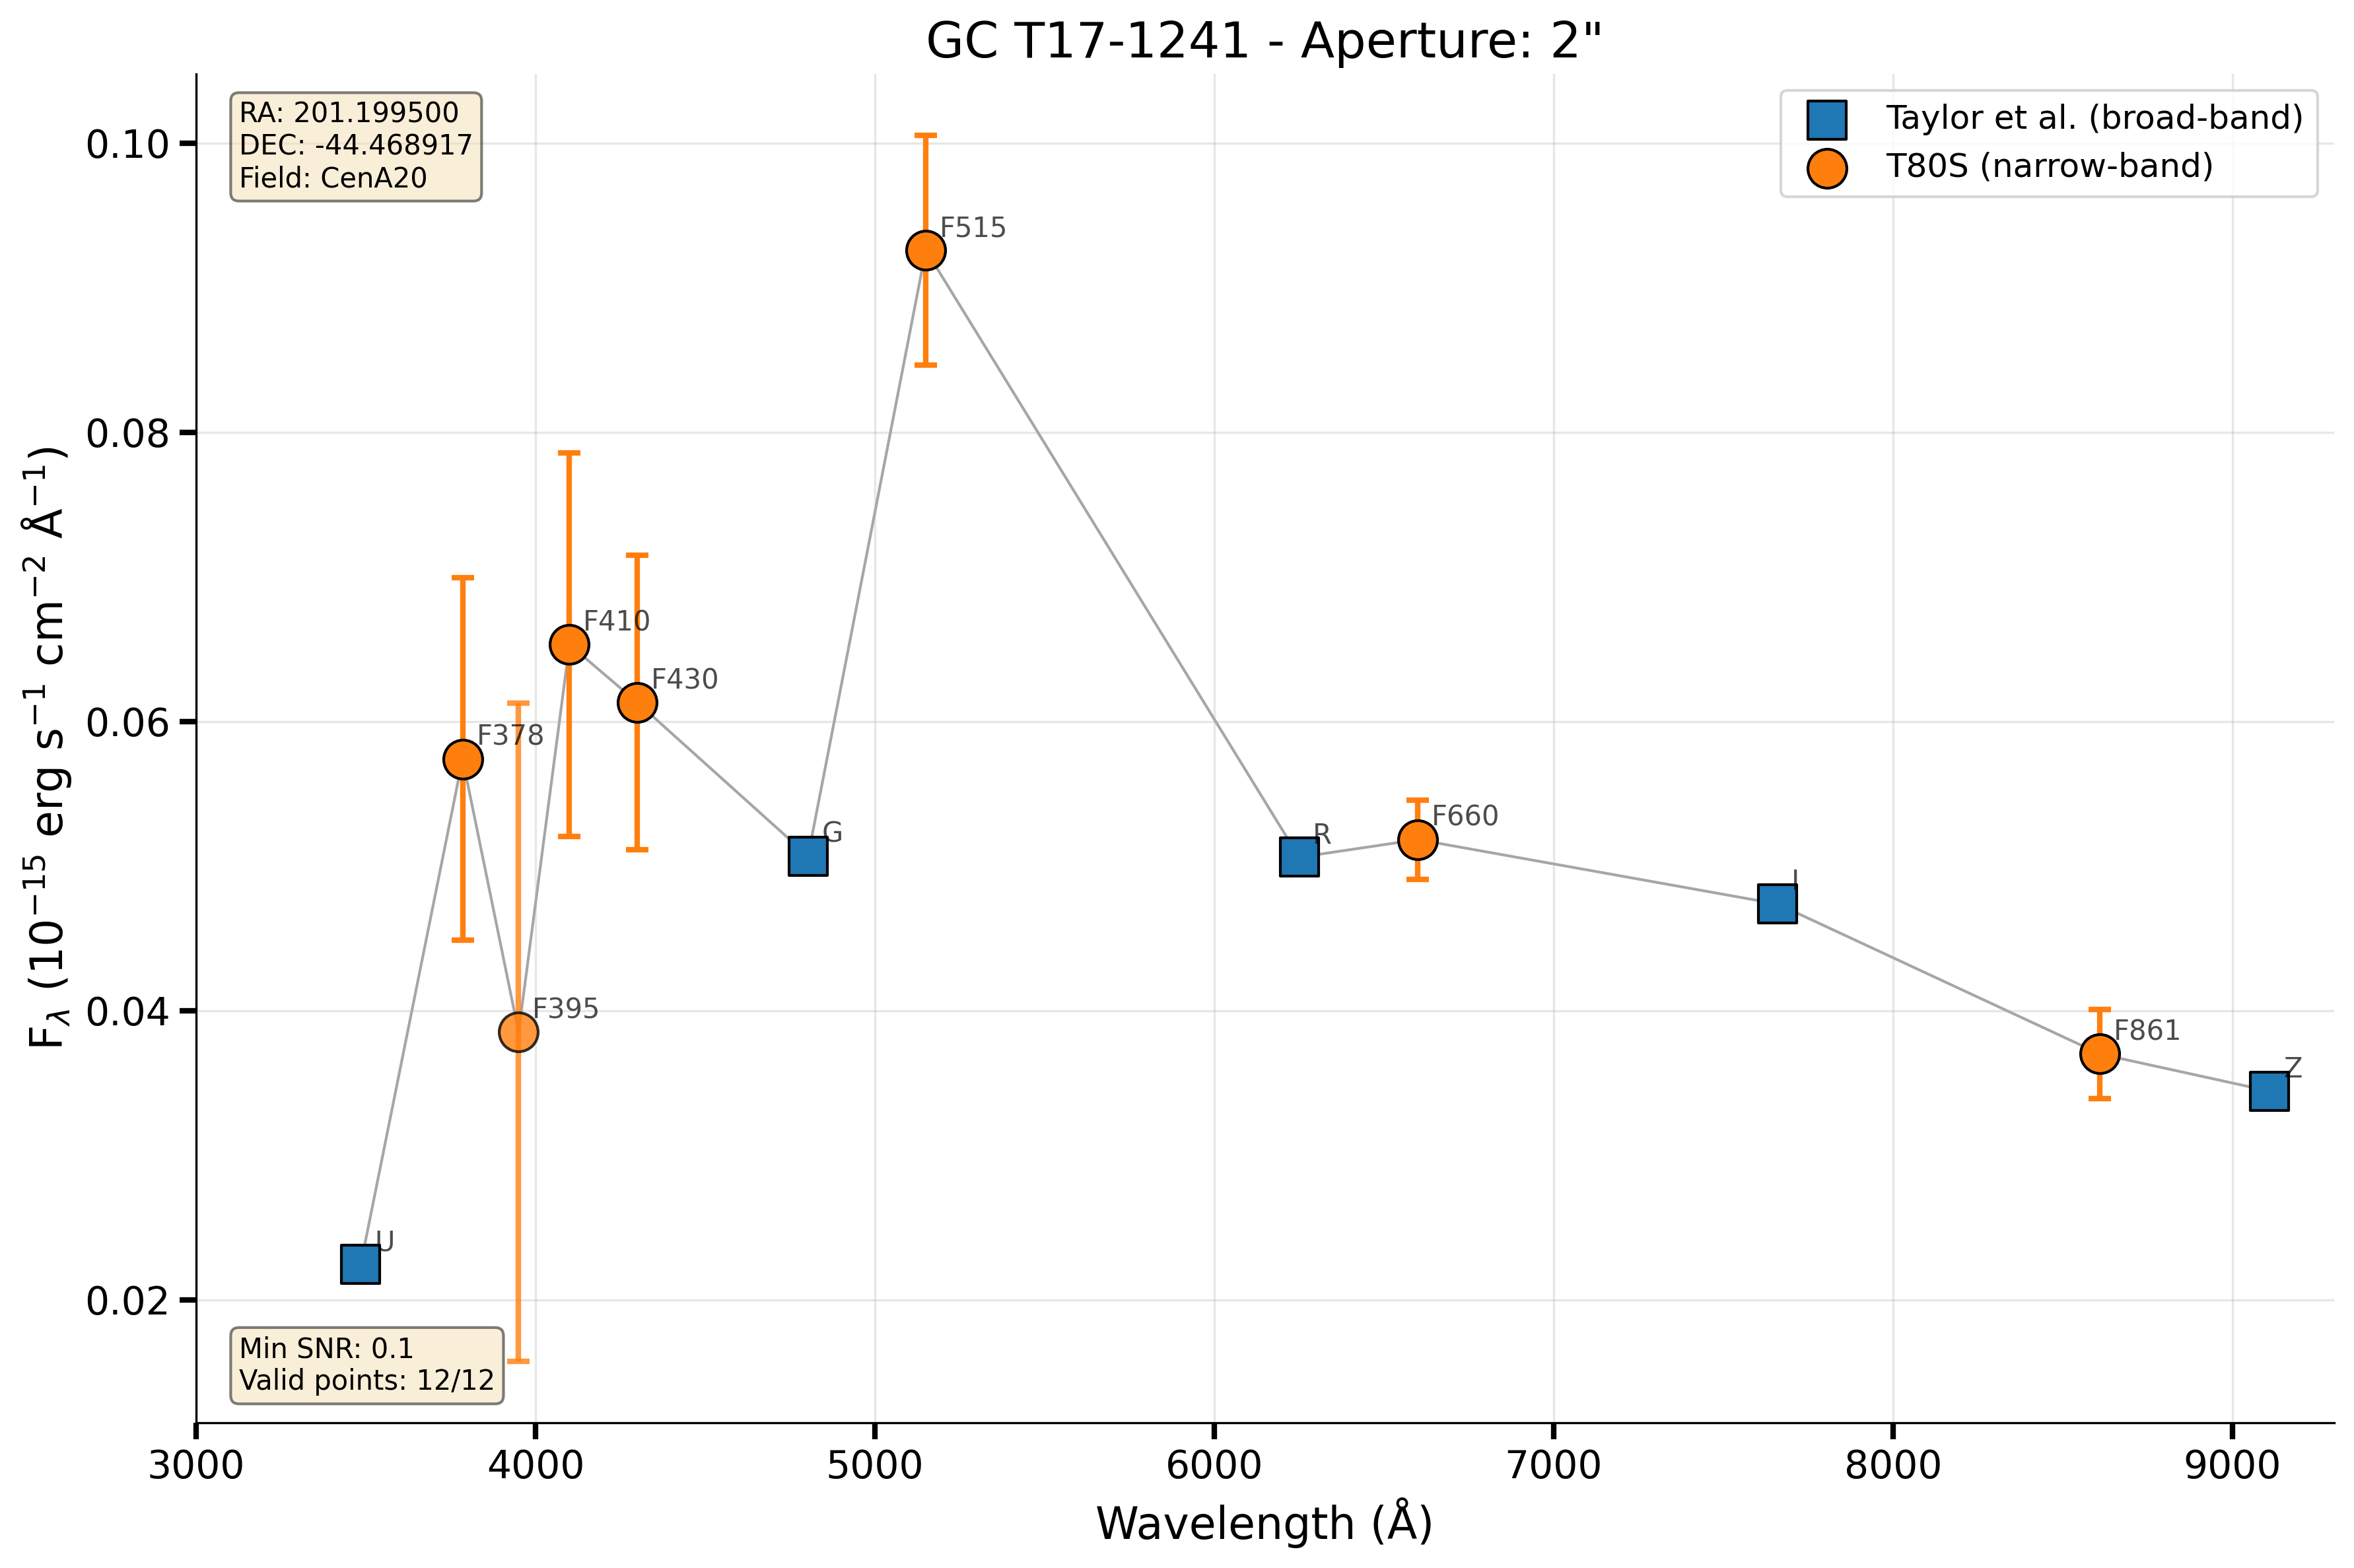 GC T17-1241 - Aperture: 2"
RA: 201.199500
DEC: -44.468917
Field: CenA20
Taylor et al. (broad-band)
T80S (narrow-band)
0.10
0.08
0.06
0.04
0.02
F515
F410
F430
F378
G
R
F660
I
F395
F861
Z
U
Min SNR: 0.1
Valid points: 12/12
3000 4000 5000 6000 7000 8000 9000
Wavelength (Å)
Fλ (10⁻¹⁵ erg s⁻¹ cm⁻² Å⁻¹)